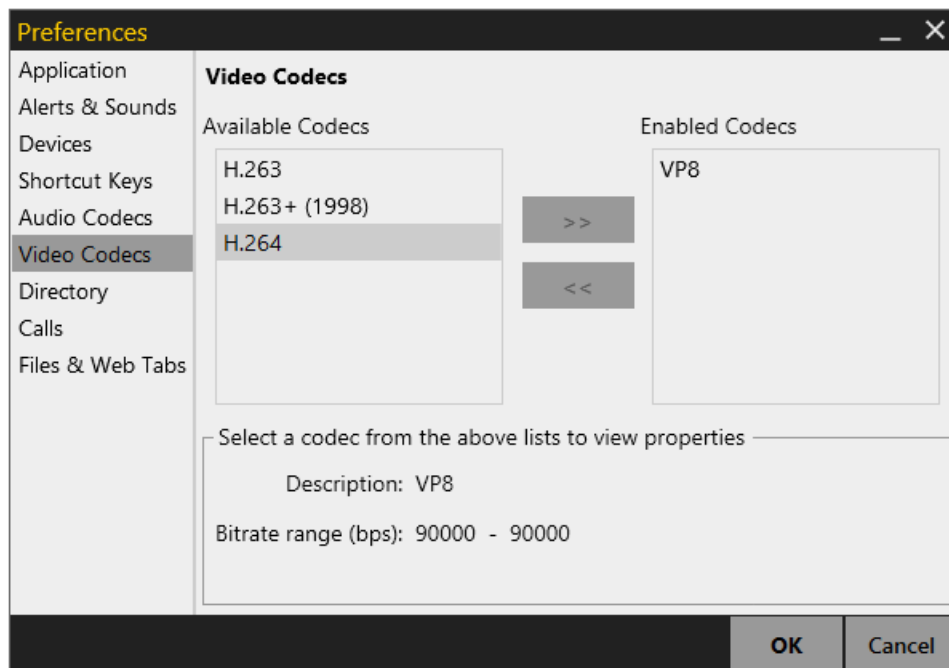 Preferences
Application
Alerts & Sounds
Devices
Shortcut Keys
Audio Codecs
Video Codecs
Directory
Calls
Files & Web Tabs
Video Codecs
Available Codecs
H.263
H.263+ (1998)
H.264
>>
<<
Enabled Codecs
VP8
Select a codec from the above lists to view properties
Description: VP8
Bitrate range (bps): 90000 - 90000
OK
Cancel